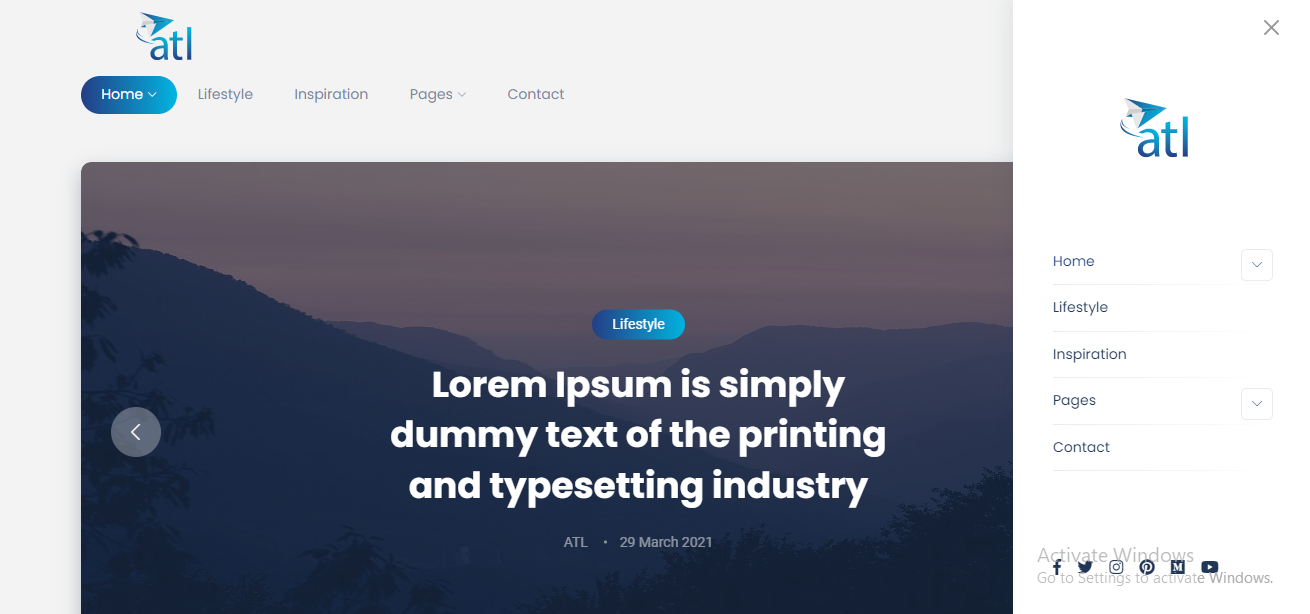 atl
Home Lifestyle Inspiration Pages Contact
Lifestyle
Lorem Ipsum is simply
dummy text of the printing
and typesetting industry
ATL • 29 March 2021
atl
Home
Lifestyle
Inspiration
Pages
Contact
Activate Windows
Go to Settings to activate Windows.